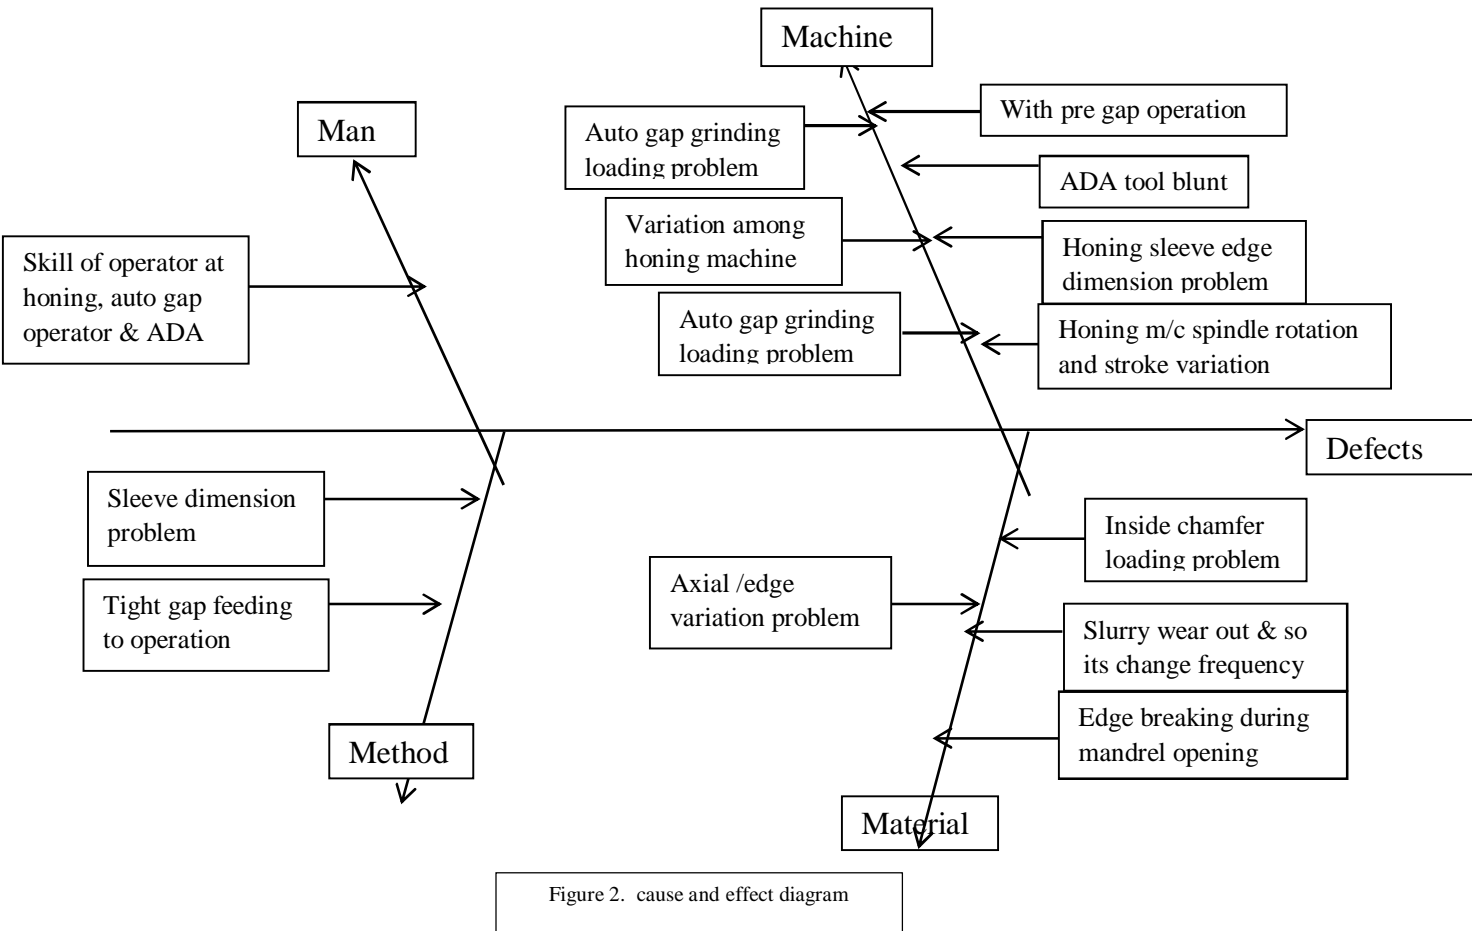 Machine
Man
With pre gap operation
Auto gap grinding
loading problem
ADA tool blunt
Variation among
honing machine
Honing sleeve edge
dimension problem
Skill of operator at
honing, auto gap
operator & ADA
Auto gap grinding
loading problem
Honing m/c spindle rotation
and stroke variation
Defects
Sleeve dimension
problem
Inside chamfer
loading problem
Tight gap feeding
to operation
Axial /edge
variation problem
Slurry wear out & so
its change frequency
Edge breaking during
mandrel opening
Method
Material
Figure 2. cause and effect diagram